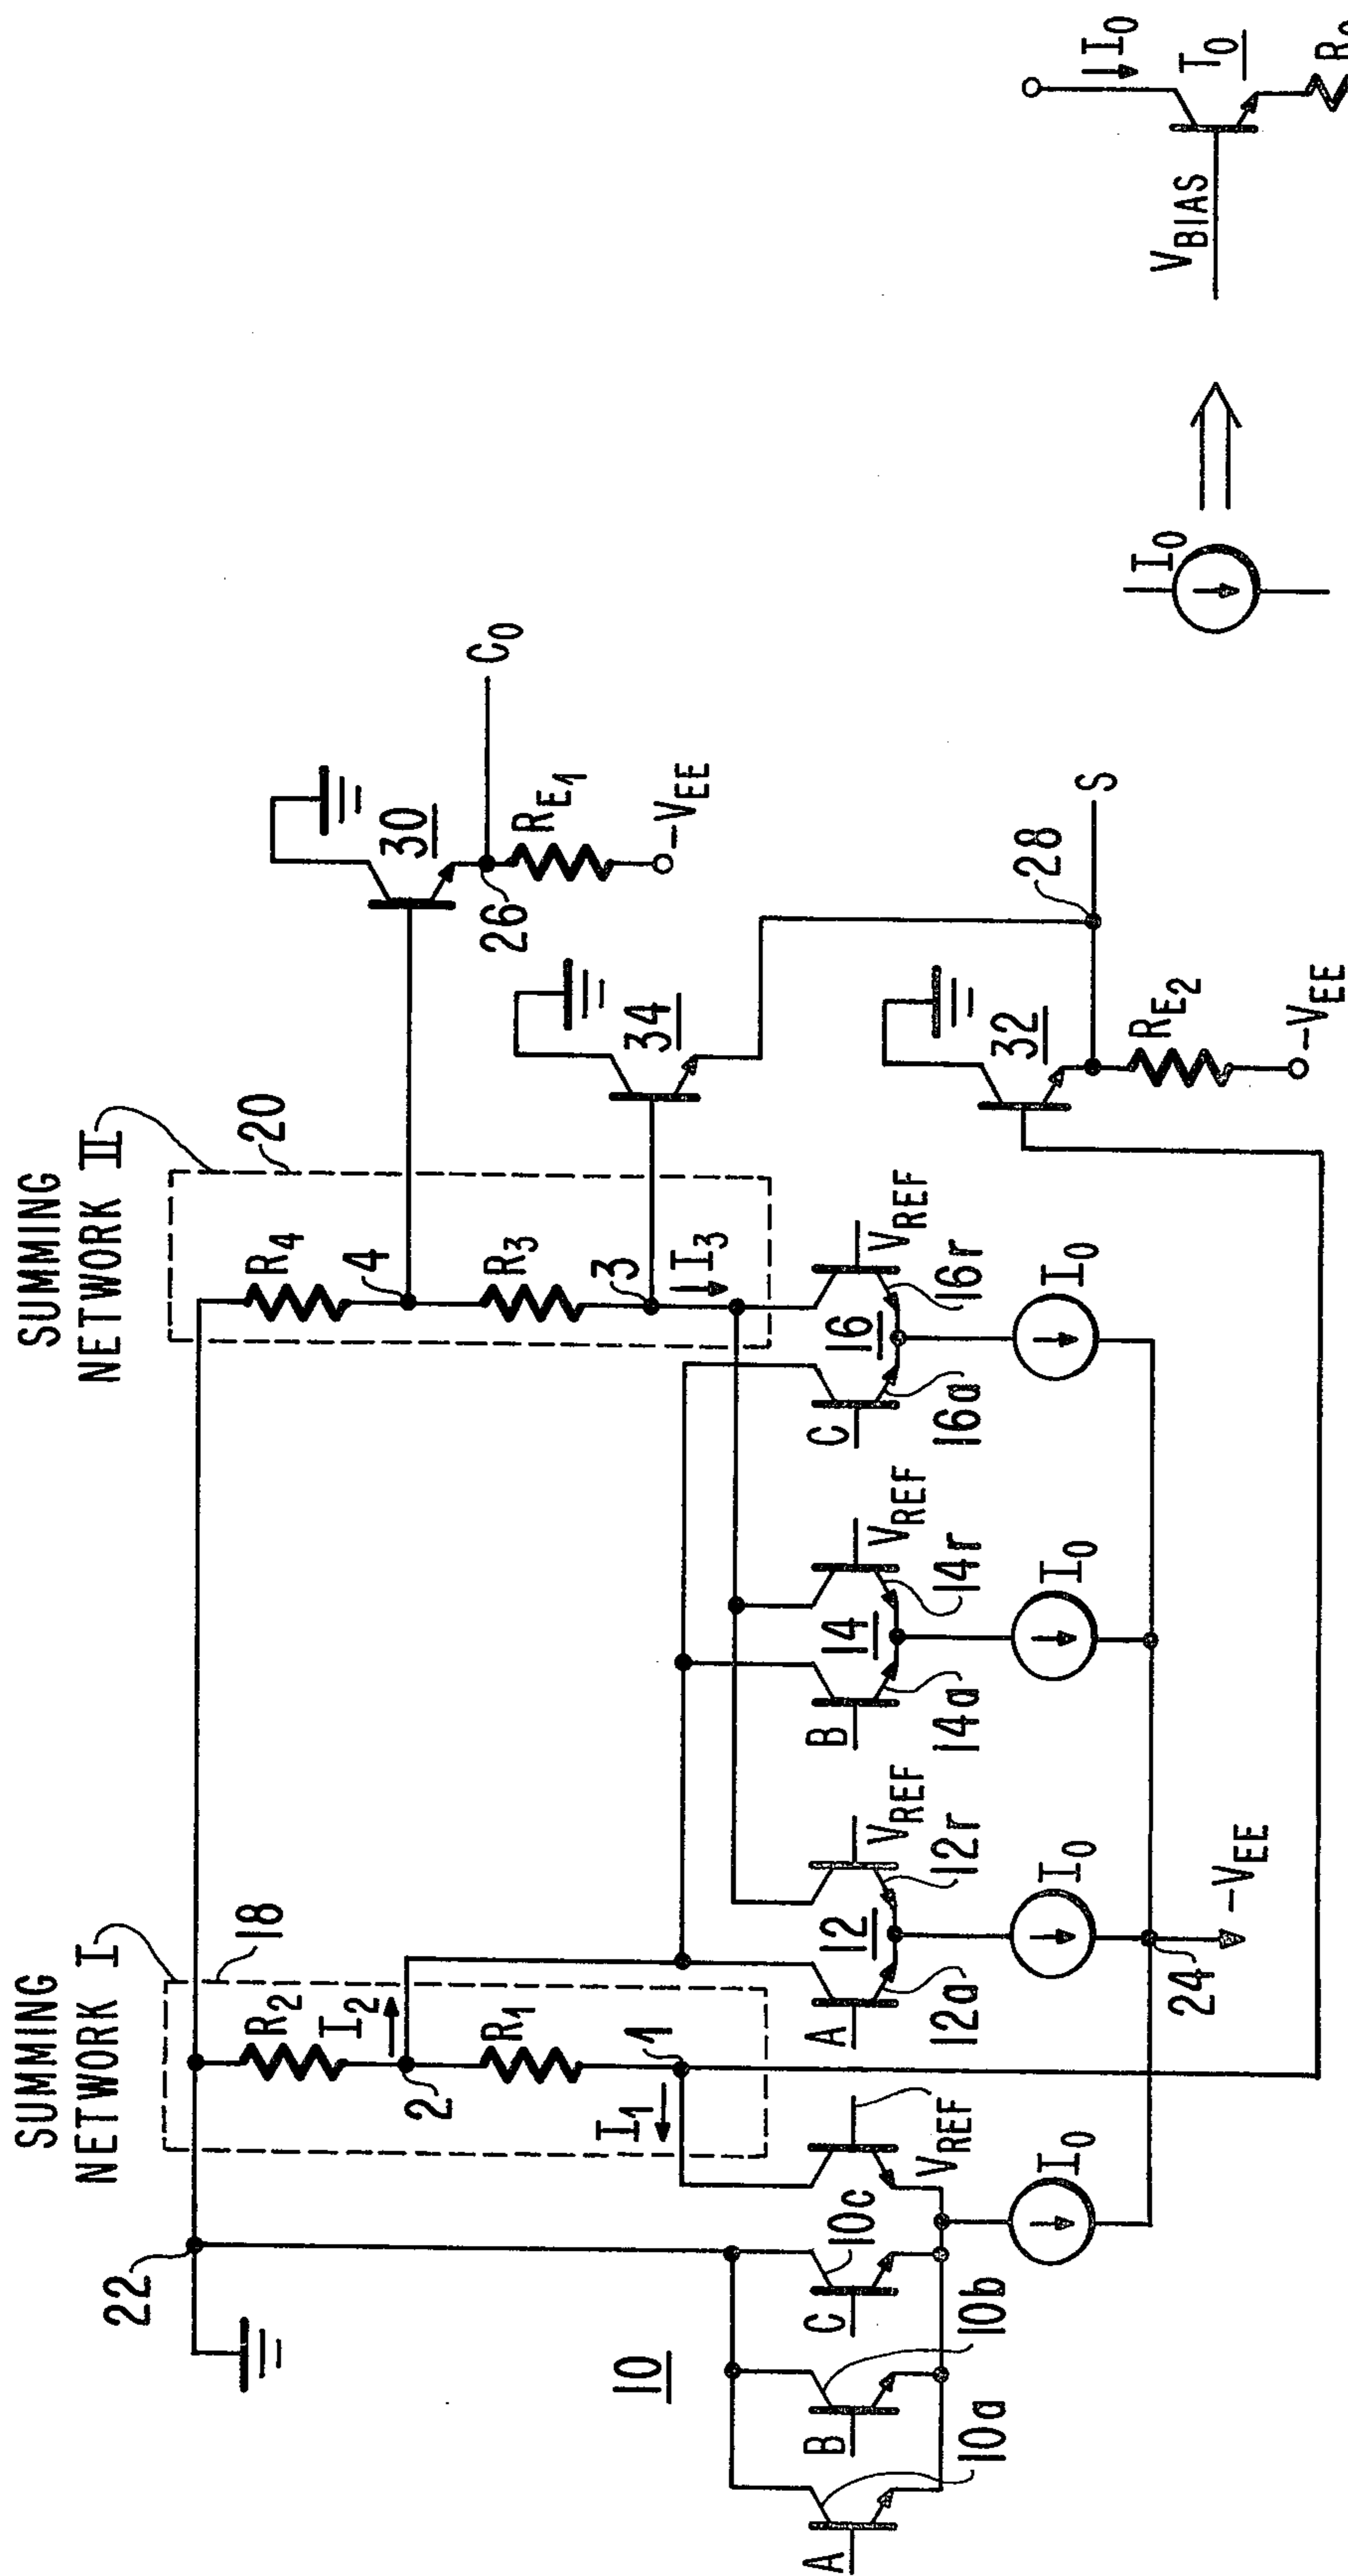 SUMMING
NETWORK I
18
SUMMING
NETWORK II
20
22
R2
I2
2
R1
1
I1
R4
4
R3
3
I3
30
26
C0
RE1
-VEE
34
32
28
S
RE2
-VEE
10
A
10a
B
10b
C
10c
VREF
I0
A
12
12a
VREF
12r
I0
B
14
14a
VREF
14r
I0
C
16
16a
VREF
16r
I0
24
-VEE
I0
VBIAS
I0
T0